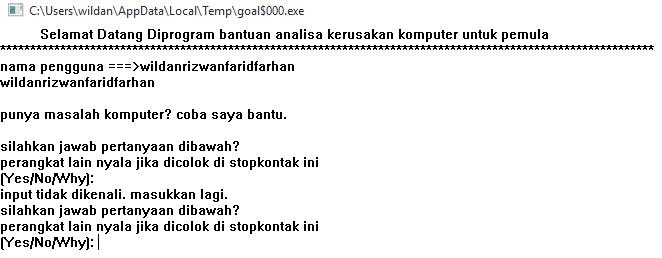 C:\Users\wildan\AppData\Local\Temp\goal$000.exe
Selamat Datang Diprogram bantuan analisa kerusakan komputer untuk pemula
**********************************************************************************************
nama pengguna ===>wildanrizwanfaridfarhan
wildanrizwanfaridfarhan
punya masalah komputer? coba saya bantu.
silahkan jawab pertanyaan dibawah?
perangkat lain nyala jika dicolok di stopkontak ini
(Yes/No/Why):
input tidak dikenali. masukkan lagi.
silahkan jawab pertanyaan dibawah?
perangkat lain nyala jika dicolok di stopkontak ini
(Yes/No/Why):